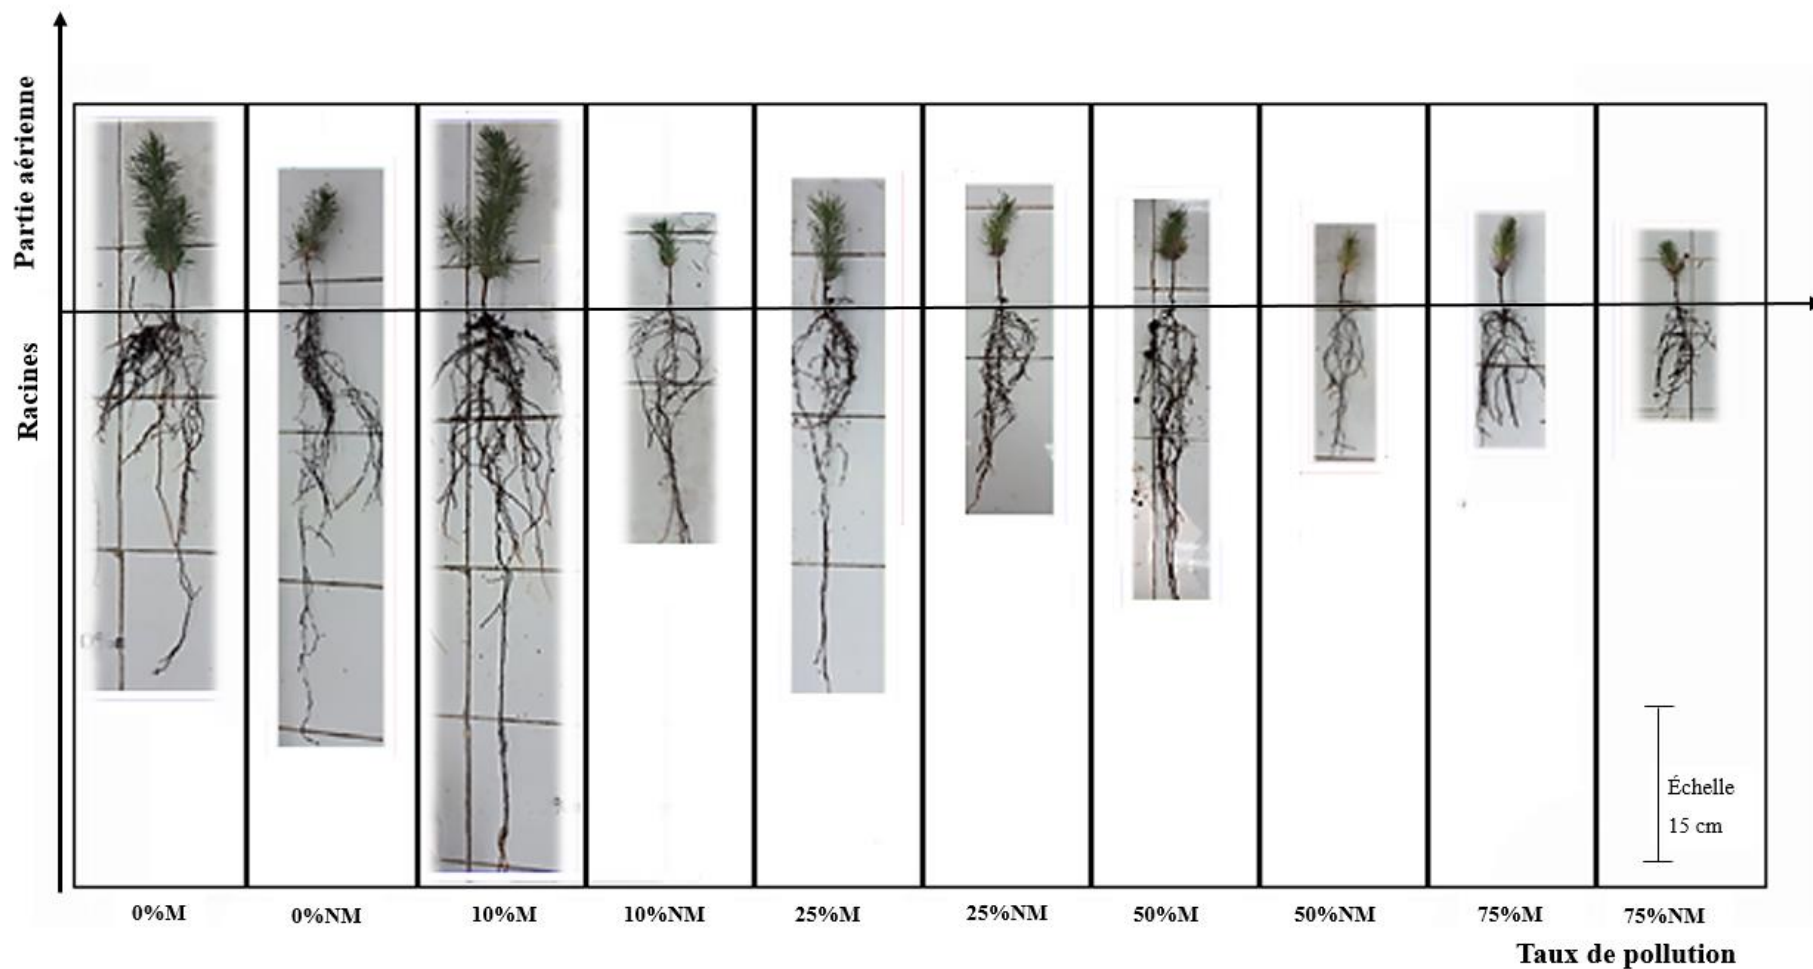 Partie aérienne
Racines
Échelle
15 cm
0%M
0%NM
10%M
10%NM
25%M
25%NM
50%M
50%NM
75%M
75%NM
Taux de pollution